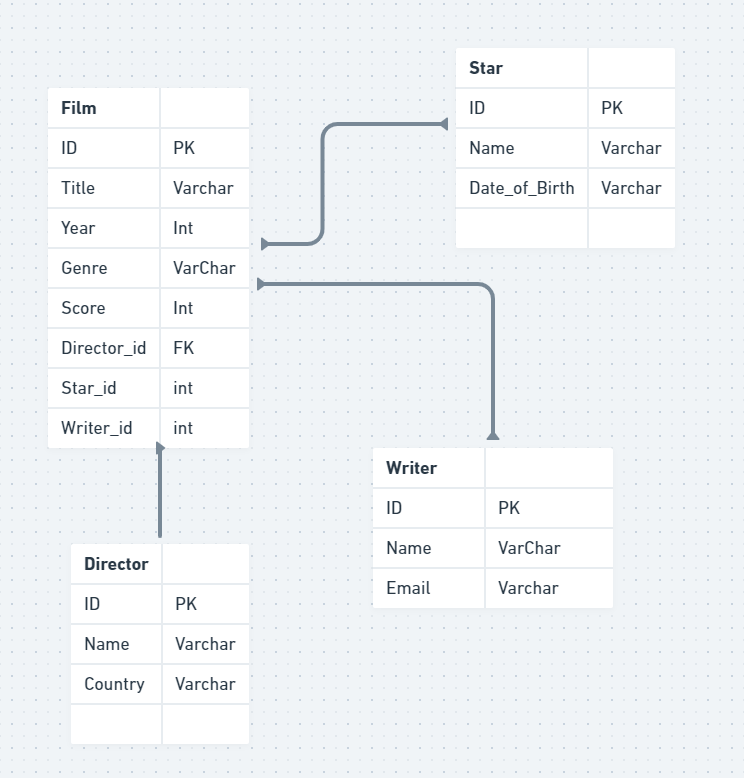 Film
ID PK
Title Varchar
Year Int
Genre VarChar
Score Int
Director_id FK
Star_id int
Writer_id int
Star
ID PK
Name Varchar
Date_of_Birth Varchar
Writer
ID PK
Name VarChar
Email Varchar
Director
ID PK
Name Varchar
Country Varchar